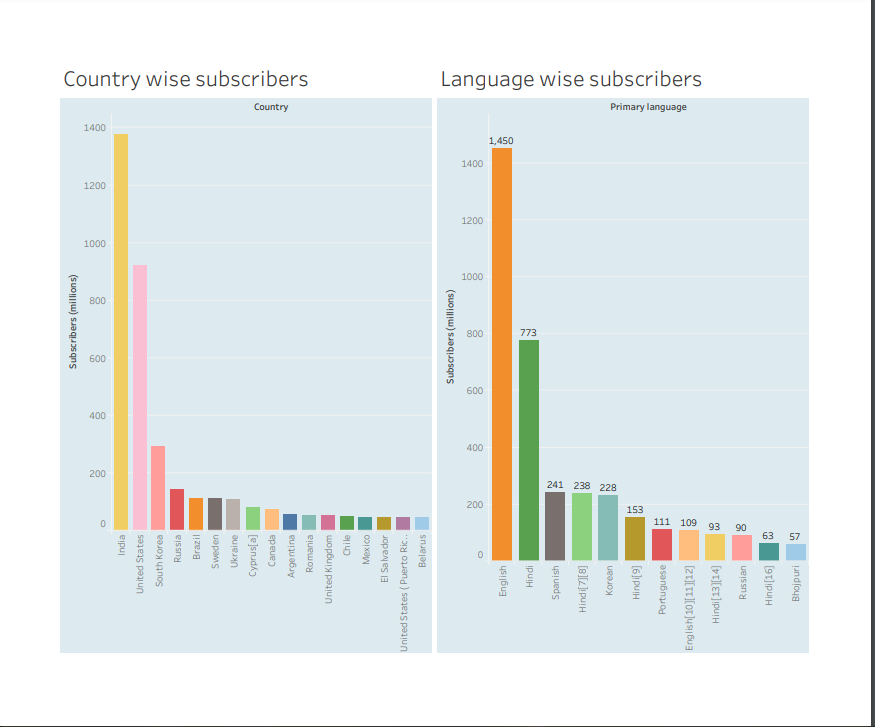 Country wise subscribers
Country
Subscribers (millions)
1400
1200
1000
800
600
400
200
0
India
United States
South Korea
Russia
Brazil
Sweden
Ukraine
Cyprus[a]
Canada
Argentina
Romania
United Kingdom
Chile
Mexico
El Salvador
United States ( Puerto Ric...
Belarus
Language wise subscribers
Primary language
Subscribers (millions)
1400
1200
1000
800
600
400
200
0
1,450
773
241
238
228
153
111
109
93
90
63
57
English
Hindi
Spanish
Hindi[7][8]
Korean
Hindi[9]
Portuguese
English[10][11][12]
Hindi[13][14]
Russian
Hindi[16]
Bhojpuri